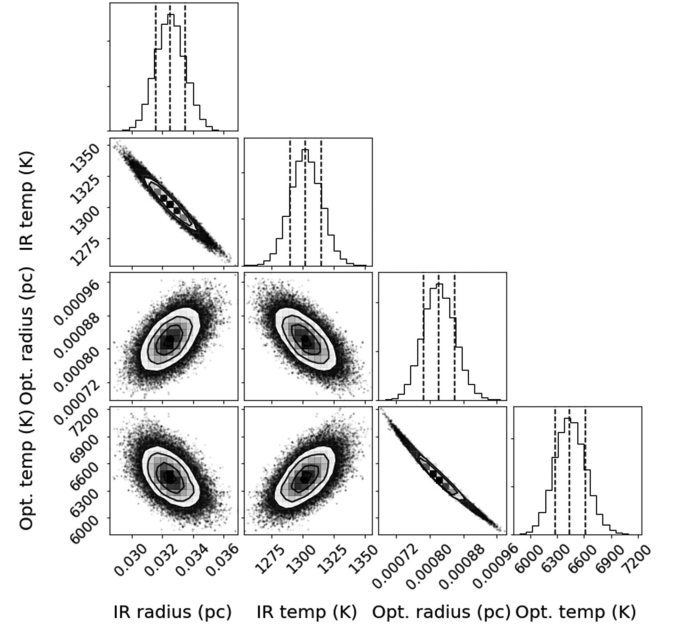 IR temp (K)
1350
1325
1300
1275
Opt. radius (pc)
0.00096
0.00088
0.00080
0.00072
Opt. temp (K)
7200
6900
6600
6300
6000
0.030 0.032 0.034 0.036
1275 1300 1325 1350
0.00072 0.00080 0.00088 0.00096
6000 6300 6600 6900 7200
IR radius (pc) IR temp (K) Opt. radius (pc) Opt. temp (K)